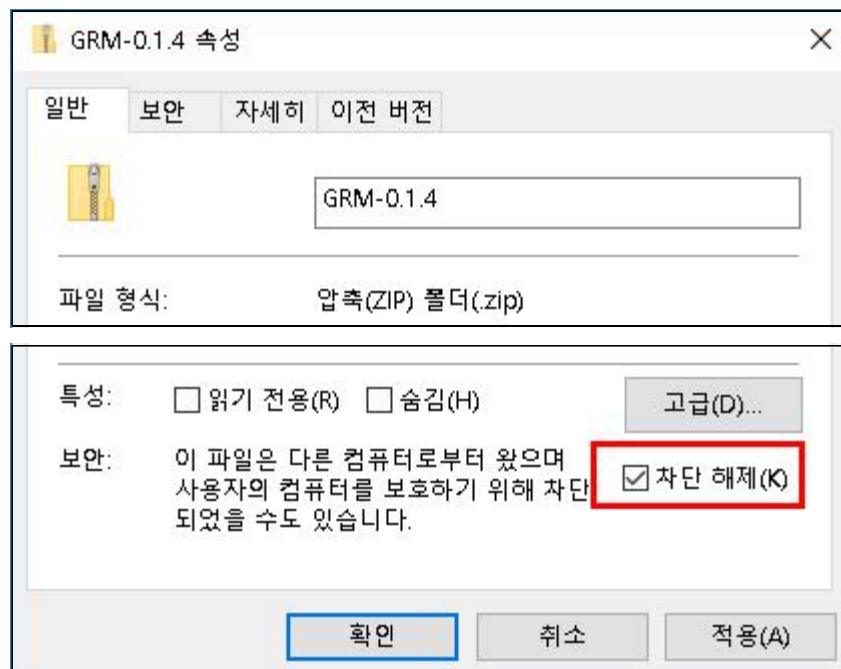 GRM-0.1.4 속성
일반 보안 자세히 이전 버전
GRM-0.1.4
파일 형식: 압축(ZIP) 폴더(.zip)
특성: 읽기 전용(R) 숨김(H) 고급(D)...
보안: 이 파일은 다른 컴퓨터로부터 왔으며
사용자의 컴퓨터를 보호하기 위해 차단
되었을 수도 있습니다.
차단 해제(K)
확인 취소 적용(A)